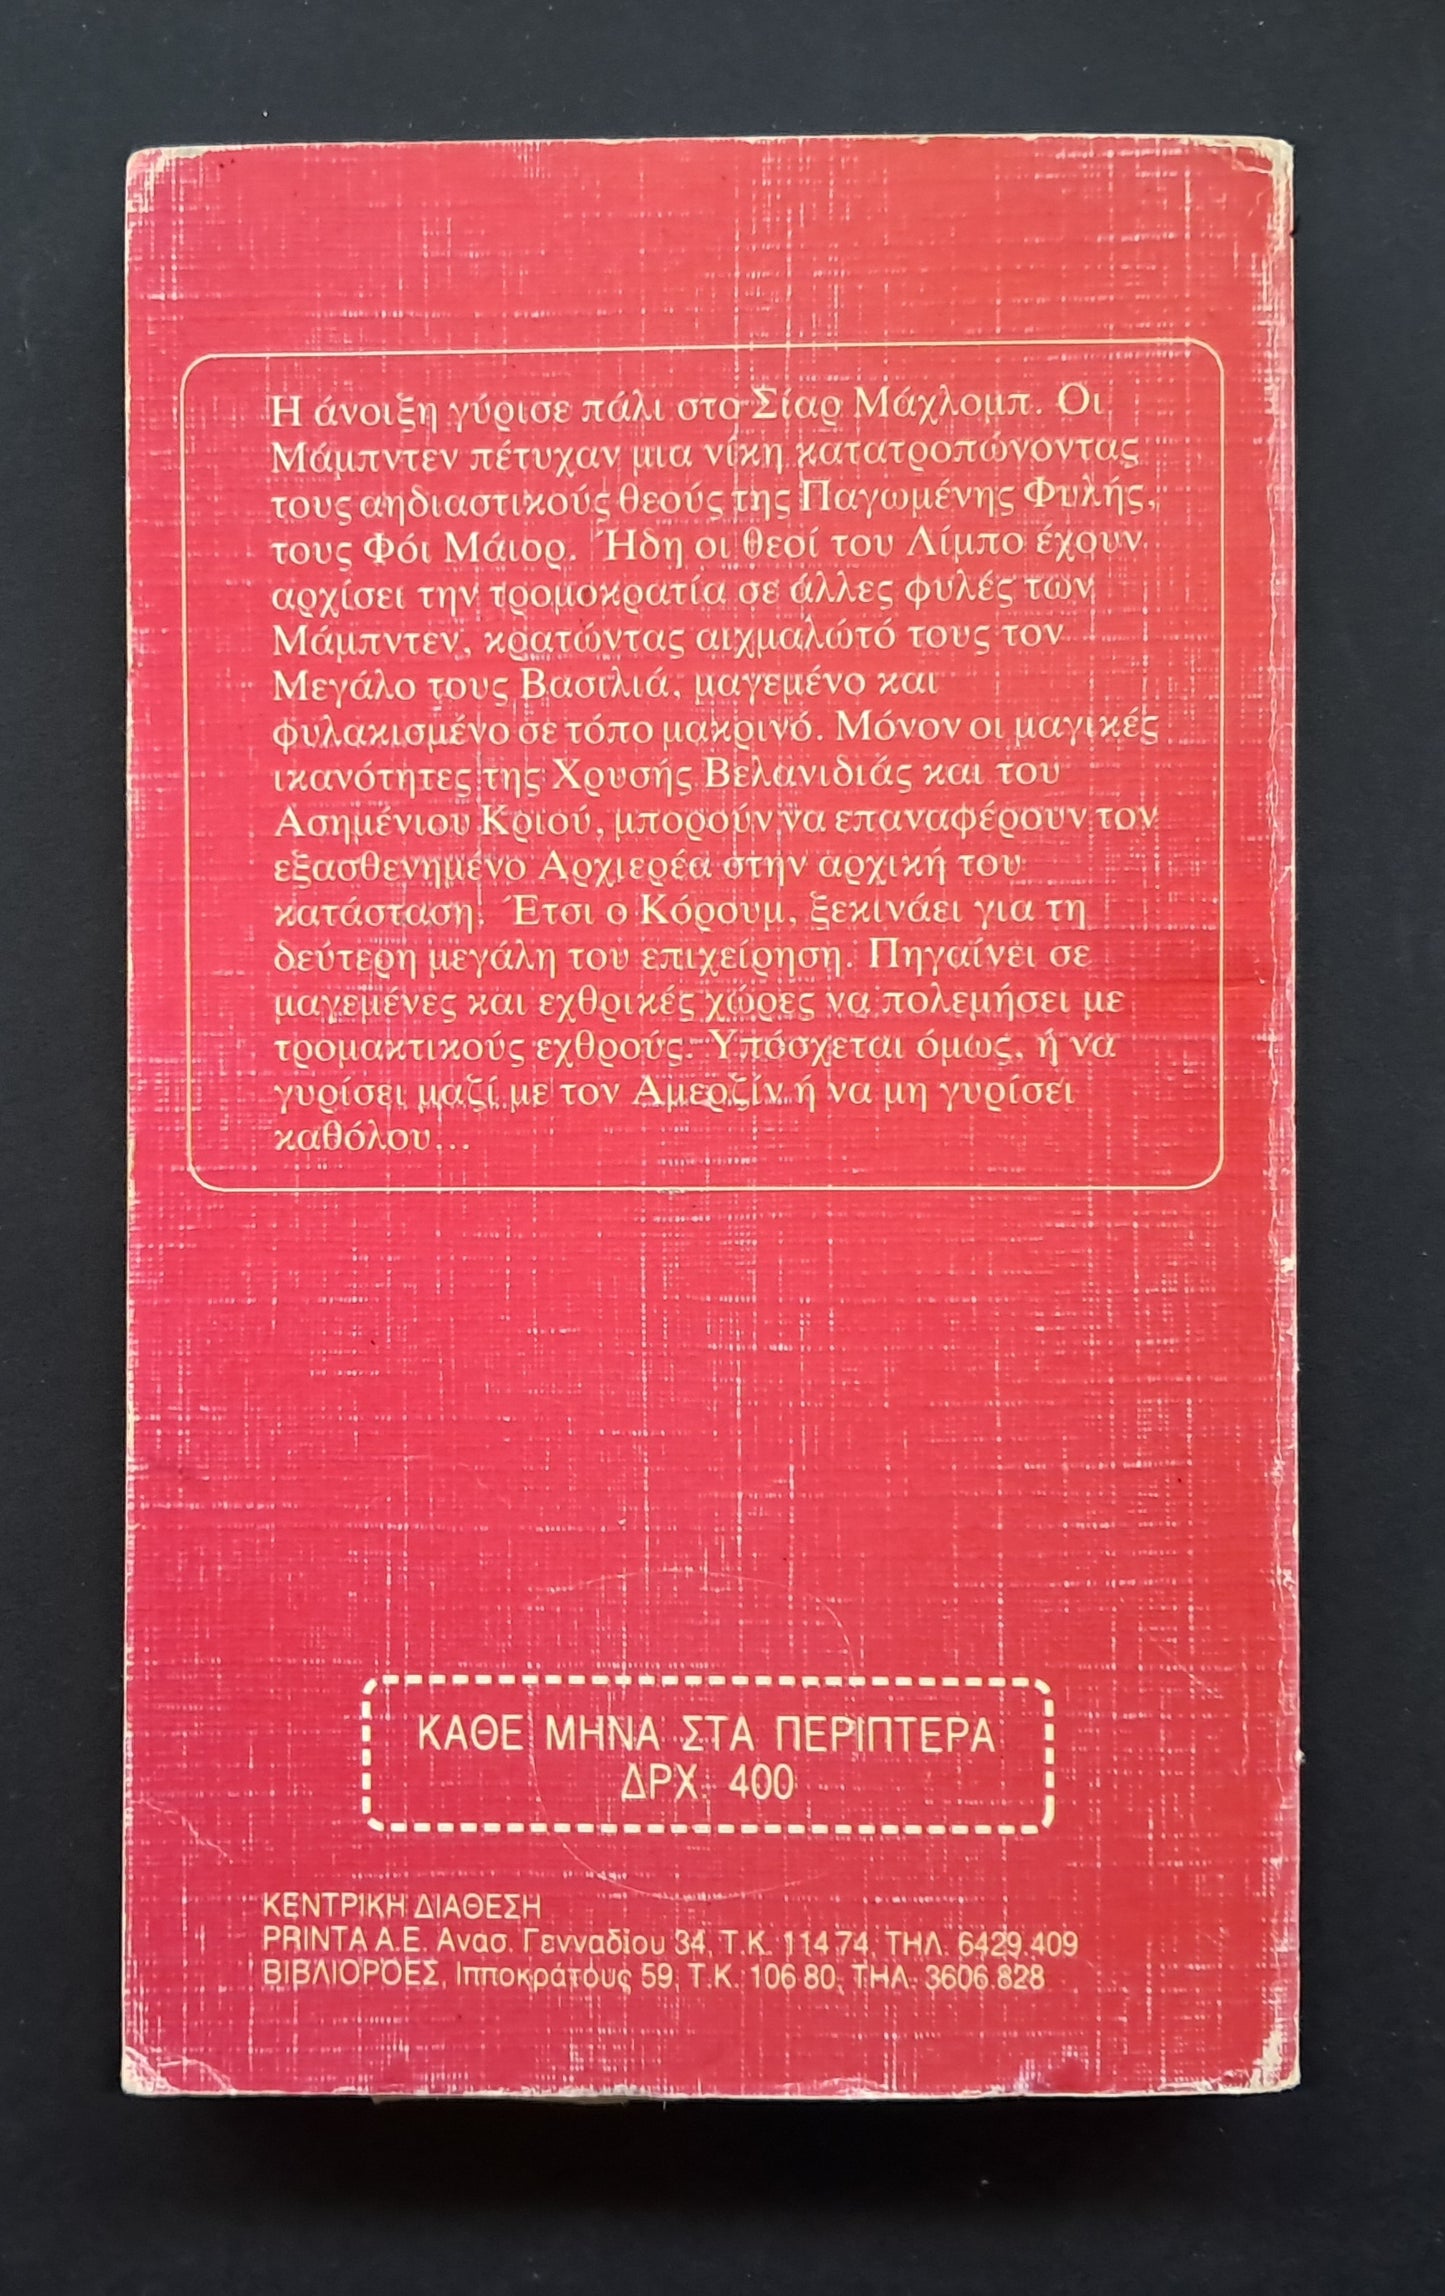 Η άνοιξη γύρισε πάλι στο Σίαρ Μάχλομπ. Οι
Μάμπντεν πέτυχαν μια νίκη κατατροπώνοντας
τους αηδιαστικούς θεούς της Παγωμένης Φυλής,
τους Φόι Μάιορ. Ήδη οι θεοί του Λίμπο έχουν
αρχίσει την τρομοκρατία σε άλλες φυλές των
Μάμπντεν, κρατώντας αιχμαλώτό τους τον
Μεγάλο τους Βασιλιά, μαγεμένο και
φυλακισμένο σε τόπο μακρινό. Μόνον οι μαγικές
ικανότητες της Χρυσής Βελανιδιάς και του
Ασημένιου Κριού, μπορούν να επαναφέρουν τον
εξασθενημένο Αρχιερέα στην αρχική του
κατάσταση. Έτσι ο Κόρουμ, ξεκινάει για τη
δεύτερη μεγάλη του επιχείρηση. Πηγαίνει σε
μαγεμένες και εχθρικές χώρες να πολεμήσει με
τρομακτικούς εχθρούς. Υπόσχεται όμως, ή να
γυρίσει μαζί με τον Αμερζίν ή να μη γυρίσει
καθόλου...
ΚΑΘΕ ΜΗΝΑ ΣΤΑ ΠΕΡΙΠΤΕΡΑ
ΔΡΧ. 400
ΚΕΝΤΡΙΚΗ ΔΙΑΘΕΣΗ
PRINTA Α.Ε. Ανασ. Γενναδίου 34, Τ.Κ. 114 74, ΤΗΛ. 6429.409
ΒΙΒΛΙΟΡΟΕΣ, Ιπποκράτους 59, Τ.Κ. 106 80, ΤΗΛ. 3606.828